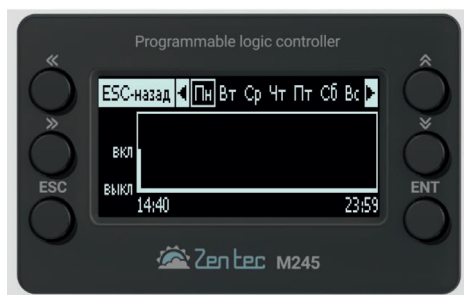 Programmable logic controller
«
»
ESC
ESC-назад Пн Вт Ср Чт Пт Сб Вс
вкл
выкл
14:40 23:59
ENT
Zentec M245